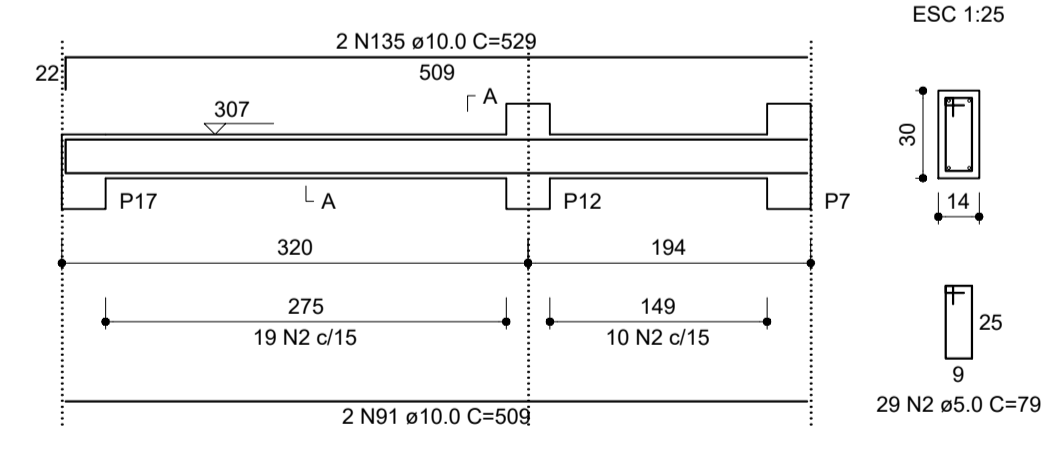 ESC 1:25
2 N135 ø10.0 C=529
22
509
A
307
30
P17
A
P12
P7
14
320
194
275
149
19 N2 c/15
10 N2 c/15
25
9
2 N91 ø10.0 C=509
29 N2 ø5.0 C=79